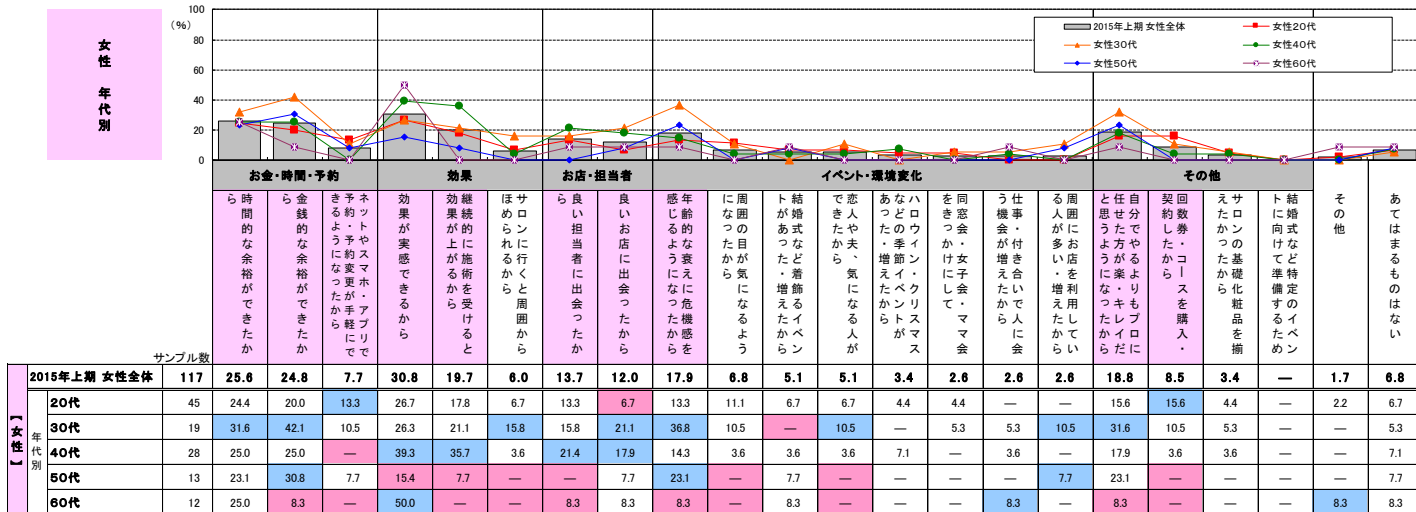 女性 年代別
(%)
100
80
60
40
20
0
2015年上期 女性全体
女性20代
女性30代
女性40代
女性50代
女性60代
お金・時間・予約
効果
お店・担当者
イベント・環境変化
その他
時間的な余裕ができたか
ら
金銭的な余裕ができたか
ら
ネットやスマホ・アプリで
予約・予約変更が手軽にで
きるようになったから
効果が実感できるから
継続的に施術を受けると
効果が上がるから
サロンに行くと周囲から
ほめられるから
良い担当者に出会ったか
ら
良いお店に出会ったから
年齢的な衰えに危機感を
感じるようになったから
周囲の目が気になるよう
になったから
結婚式など着飾るイベン
トがあった・増えたから
恋人や夫、気になる人が
できたから
ハロウィン・クリスマス
などの季節イベントが
あった・増えたから
同窓会・女子会・ママ会
をきっかけにして
仕事・付き合いで人に会
う機会が増えたから
周囲にお店を利用してい
る人が多い・増えたから
自分でやるよりもプロに
任せた方が楽・キレイだ
と思うようになったから
回数券・コースを購入・
契約したから
サロンの基礎化粧品を揃
えたかったから
結婚式など特定のイベン
トに向けて準備するため
その他
あてはまるものはない
サンプル数
2015年上期 女性全体 117 25.6 24.8 7.7 30.8 19.7 6.0 13.7 12.0 17.9 6.8 5.1 5.1 3.4 2.6 2.6 2.6 18.8 8.5 3.4 — 1.7 6.8
【女性】
年代別
20代 45 24.4 20.0 13.3 26.7 17.8 6.7 13.3 6.7 13.3 11.1 6.7 6.7 4.4 4.4 — — 15.6 15.6 4.4 — 2.2 6.7
30代 19 31.6 42.1 10.5 26.3 21.1 15.8 15.8 21.1 36.8 10.5 — 10.5 — 5.3 5.3 10.5 31.6 10.5 5.3 — — 5.3
40代 28 25.0 25.0 — 39.3 35.7 3.6 21.4 17.9 14.3 3.6 3.6 3.6 7.1 — 3.6 — 17.9 3.6 3.6 — — 7.1
50代 13 23.1 30.8 7.7 15.4 7.7 — — 7.7 23.1 — 7.7 — — — — 7.7 23.1 — — — — 7.7
60代 12 25.0 8.3 — 50.0 — — 8.3 8.3 8.3 — 8.3 — — — 8.3 — 8.3 — — — 8.3 8.3